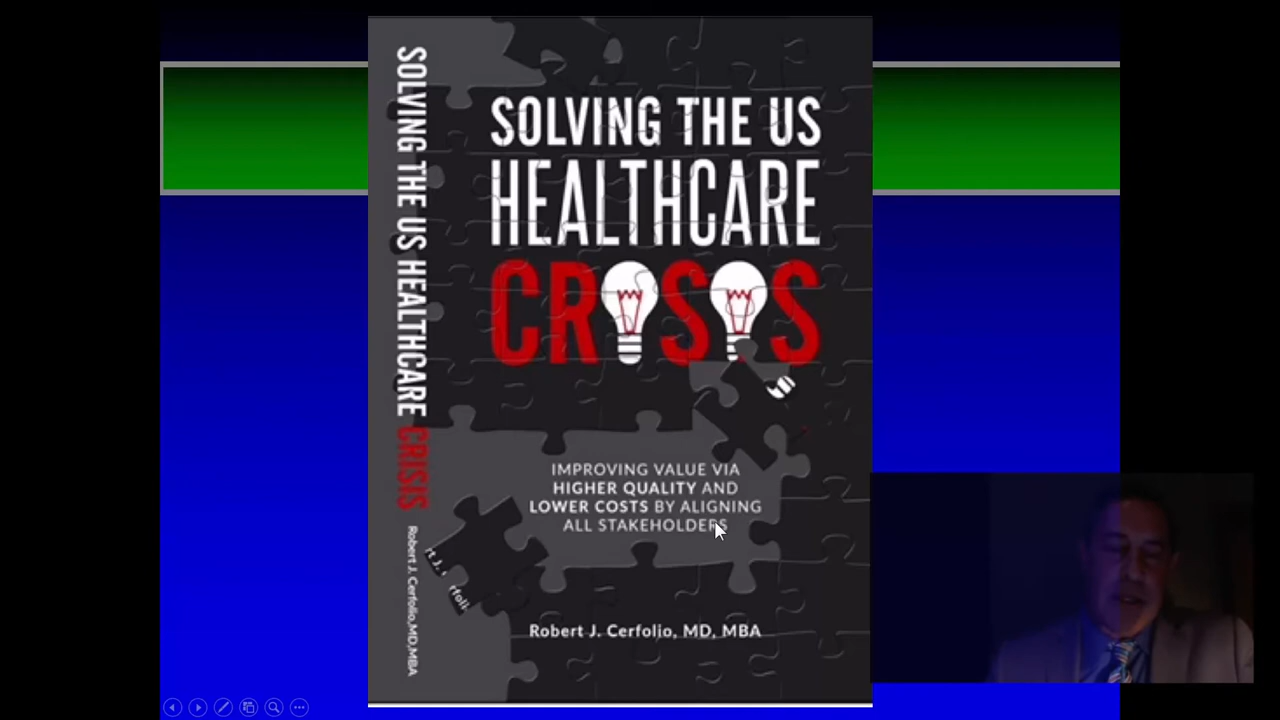 SOLVING THE US HEALTHCARE CRISIS
Robert J. Cerfolio,MD,MBA
SOLVING THE US
HEALTHCARE
CRISIS
IMPROVING VALUE VIA
HIGHER QUALITY AND
LOWER COSTS BY ALIGNING
ALL STAKEHOLDERS
Robert J. Cerfolio, MD, MBA